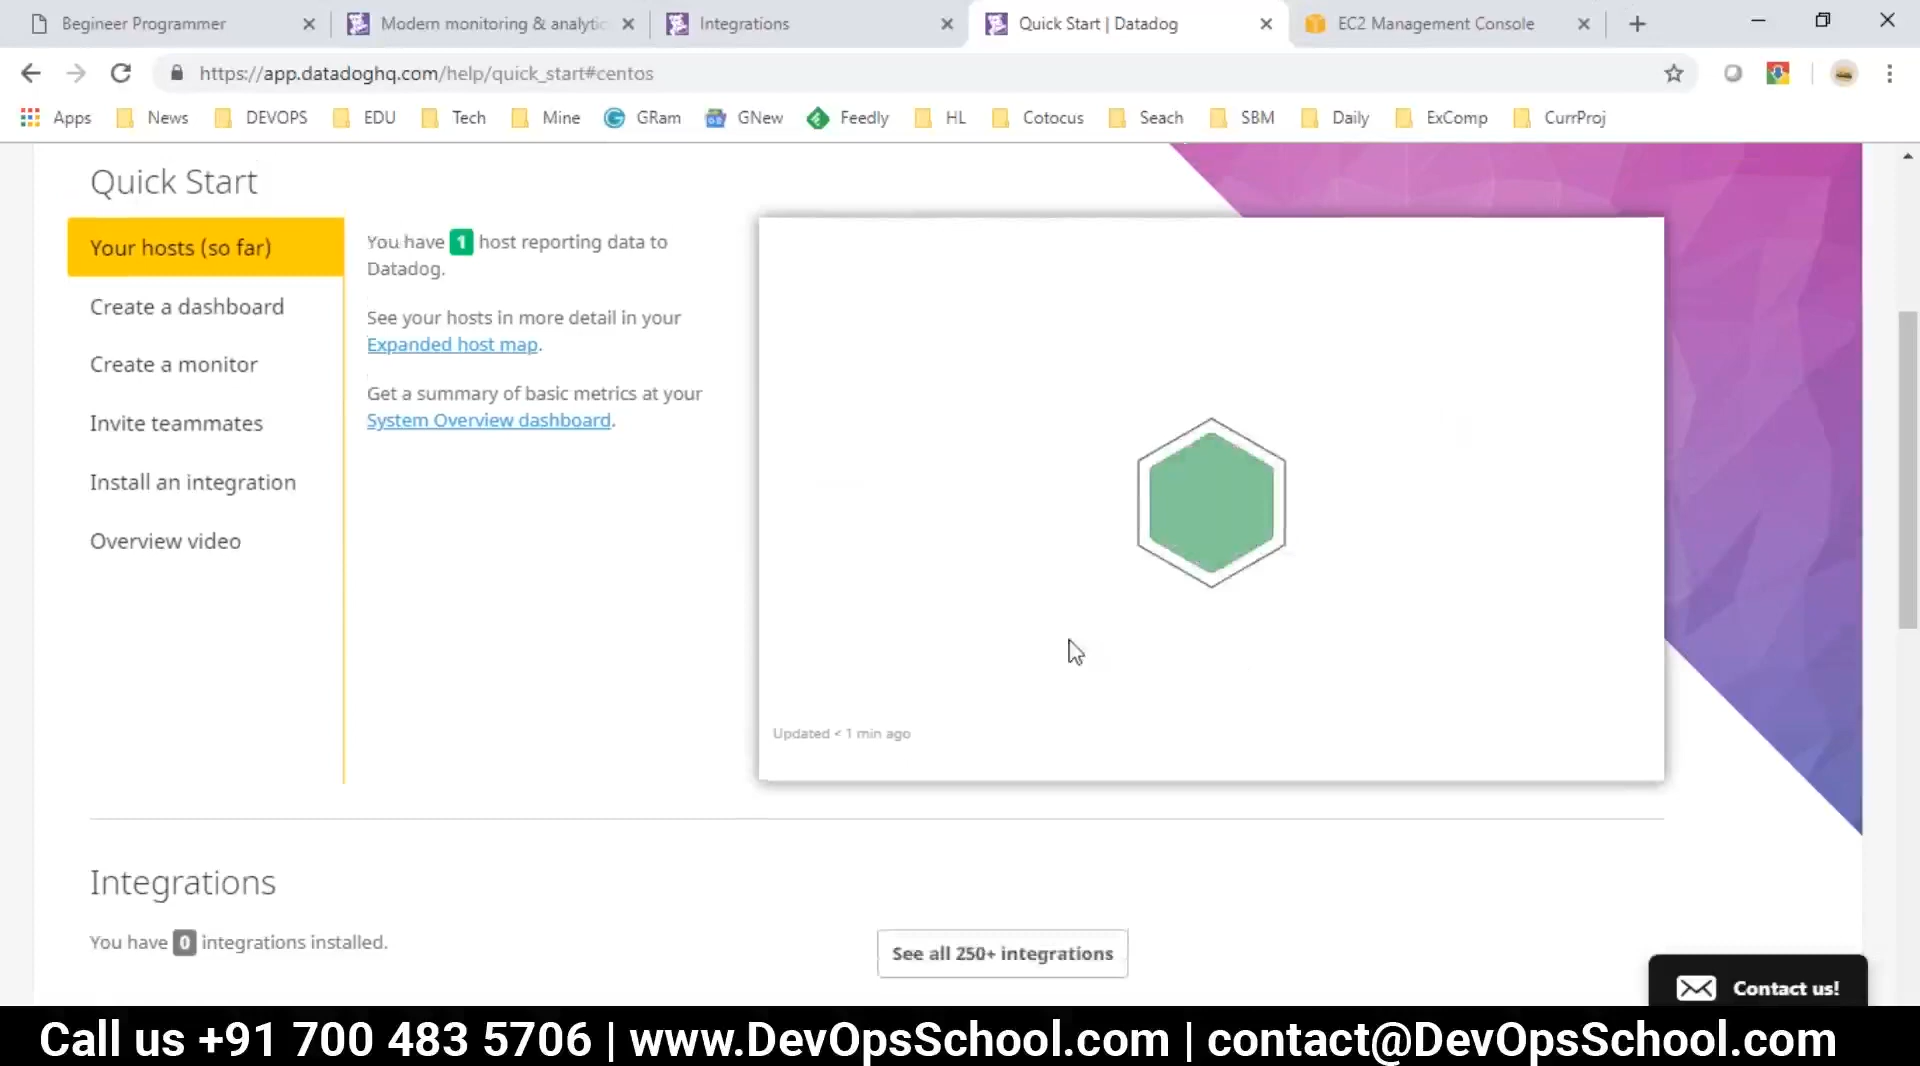 Begineer Programmer
Modern monitoring & analytic
Integrations
Quick Start | Datadog
EC2 Management Console
https://app.datadoghq.com/help/quick_start#centos
Apps
News
DEVOPS
EDU
Tech
Mine
GRam
GNew
Feedly
HL
Cotocus
Seach
SBM
Daily
ExComp
CurrProj
Quick Start
Your hosts (so far)
Create a dashboard
Create a monitor
Invite teammates
Install an integration
Overview video
You have 1 host reporting data to
Datadog.
See your hosts in more detail in your
Expanded host map.
Get a summary of basic metrics at your
System Overview dashboard.
Updated < 1 min ago
Integrations
You have 0 integrations installed.
See all 250+ integrations
Contact us!
Call us +91 700 483 5706 | www.DevOpsSchool.com | contact@DevOpsSchool.com